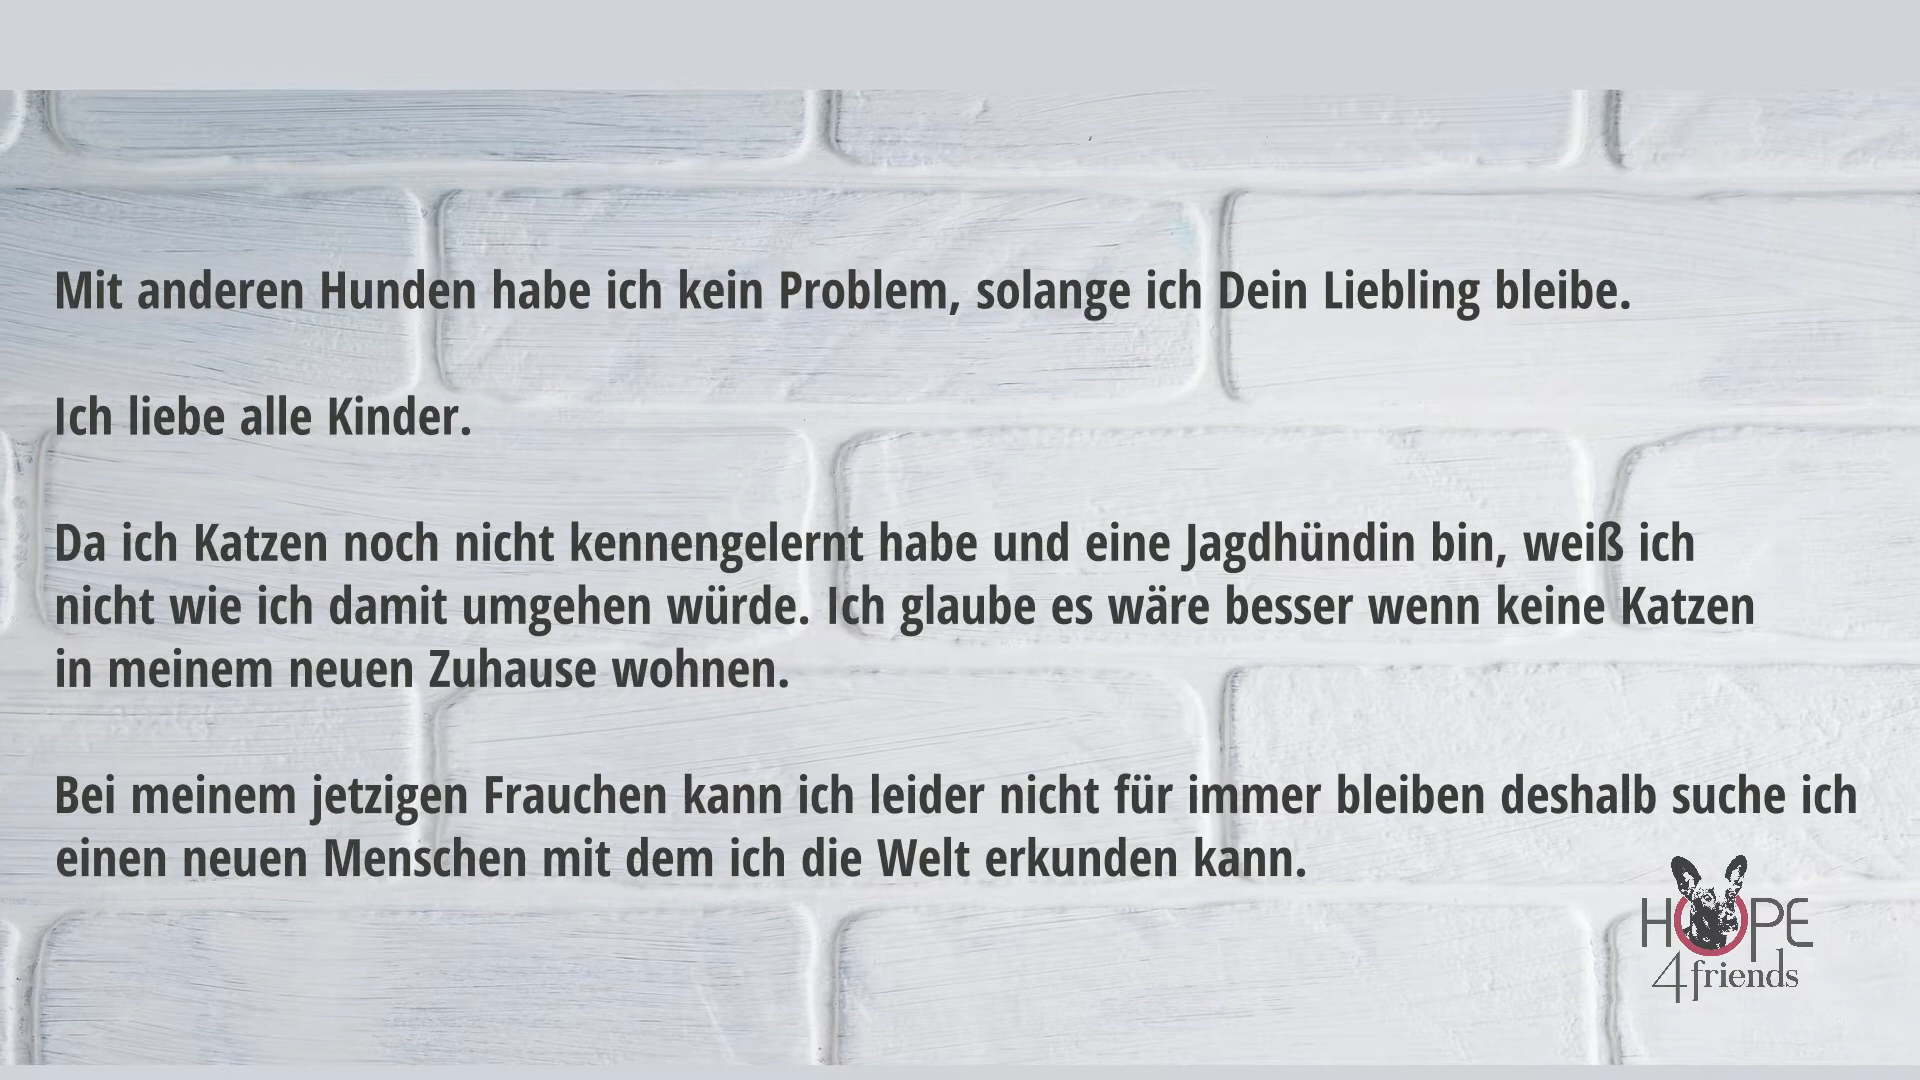 Mit anderen Hunden habe ich kein Problem, solange ich Dein Liebling bleibe.
Ich liebe alle Kinder.
Da ich Katzen noch nicht kennengelernt habe und eine Jagdhündin bin, weiß ich
nicht wie ich damit umgehen würde. Ich glaube es wäre besser wenn keine Katzen
in meinem neuen Zuhause wohnen.
Bei meinem jetzigen Frauchen kann ich leider nicht für immer bleiben deshalb suche ich
einen neuen Menschen mit dem ich die Welt erkunden kann.
HOPE
4friends